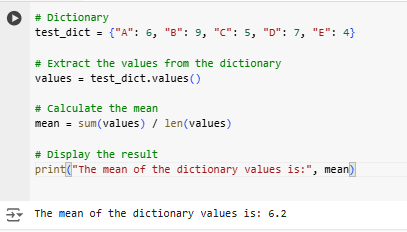 # Dictionary
test_dict = {"A": 6, "B": 9, "C": 5, "D": 7, "E": 4}
# Extract the values from the dictionary
values = test_dict.values()
# Calculate the mean
mean = sum(values) / len(values)
# Display the result
print("The mean of the dictionary values is:", mean)
The mean of the dictionary values is: 6.2